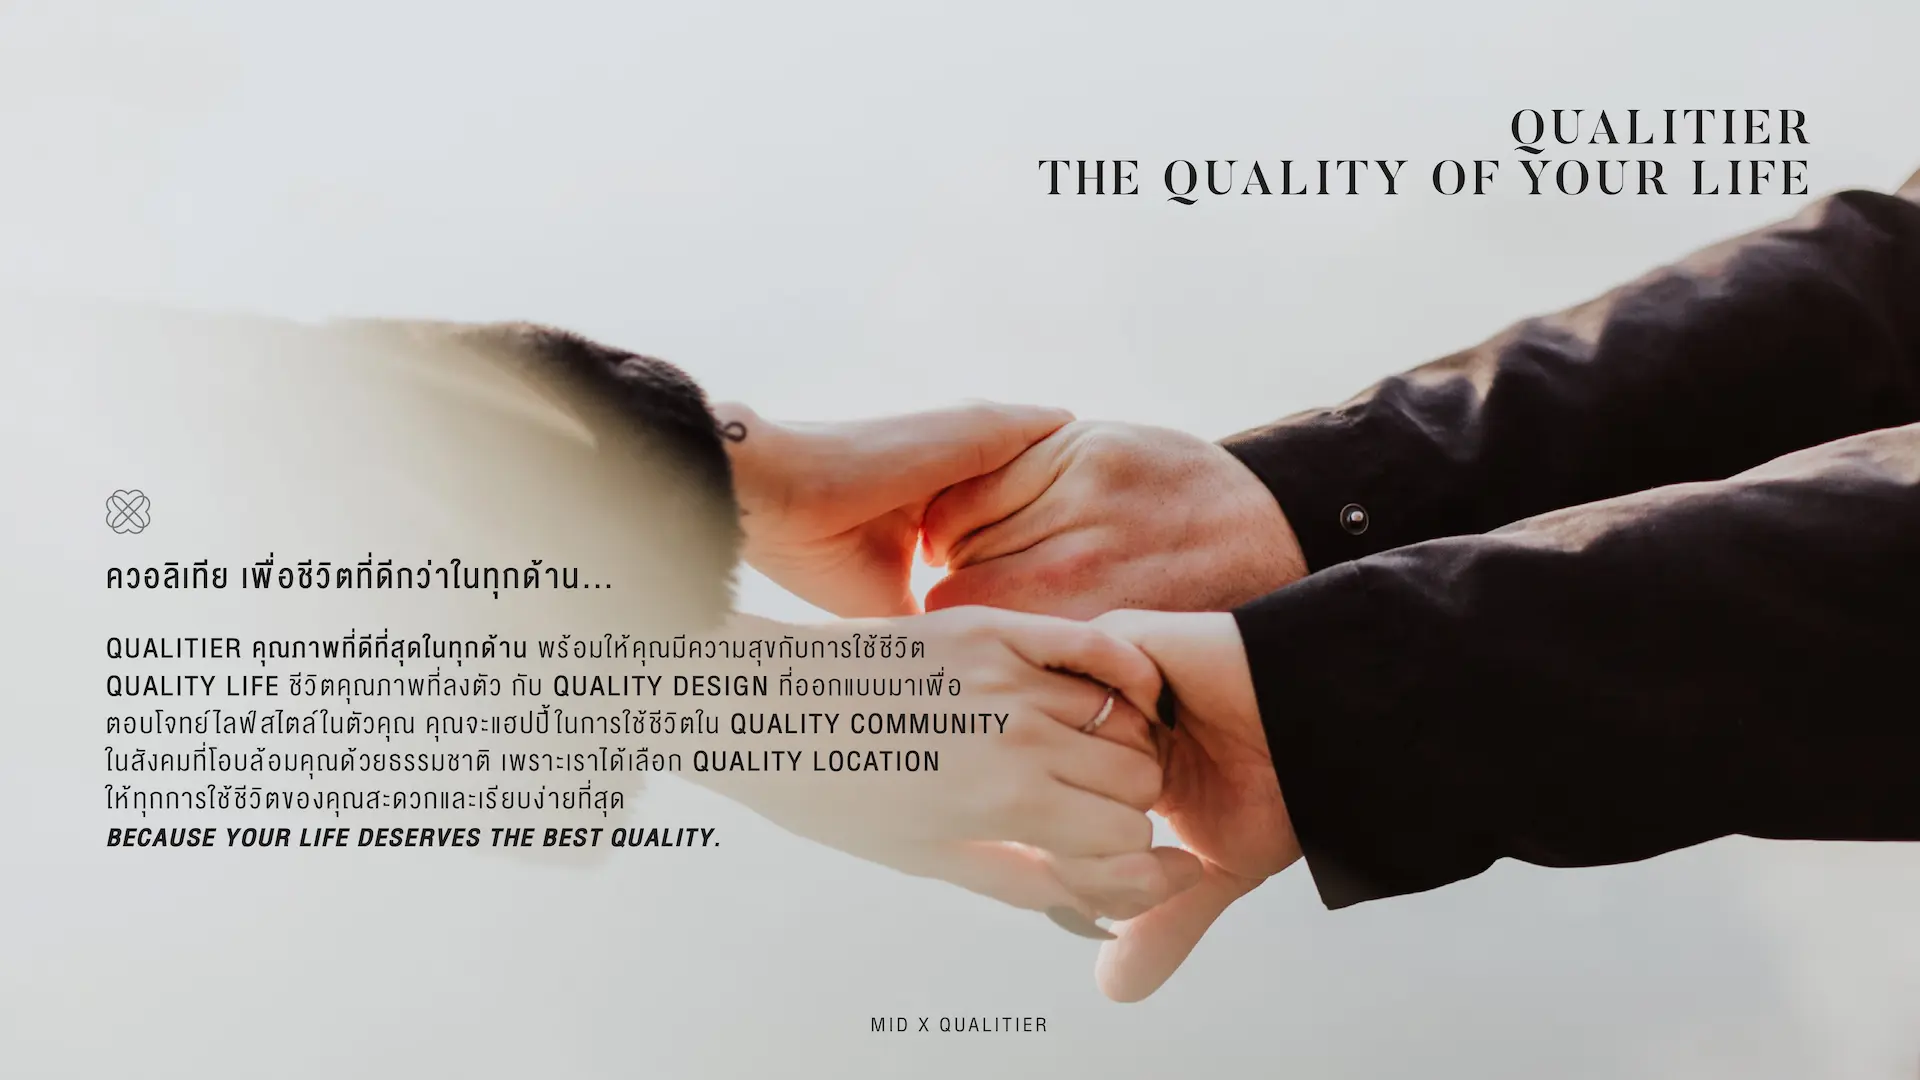 QUALITIER
THE QUALITY OF YOUR LIFE
ควอลิเทีย เพื่อชีวิตที่ดีกว่าในทุกด้าน...
QUALITIER คุณภาพที่ดีที่สุดในทุกด้าน พร้อมให้คุณมีความสุขกับการใช้ชีวิต
QUALITY LIFE ชีวิตคุณภาพที่ลงตัว กับ QUALITY DESIGN ที่ออกแบบมาเพื่อ
ตอบโจทย์ไลฟ์สไตล์ในตัวคุณ คุณจะแฮปปี้ในการใช้ชีวิตใน QUALITY COMMUNITY
ในสังคมที่โอบล้อมคุณด้วยธรรมชาติ เพราะเราได้เลือก QUALITY LOCATION
ให้ทุกการใช้ชีวิตของคุณสะดวกและเรียบง่ายที่สุด
BECAUSE YOUR LIFE DESERVES THE BEST QUALITY.
MID X QUALITIER